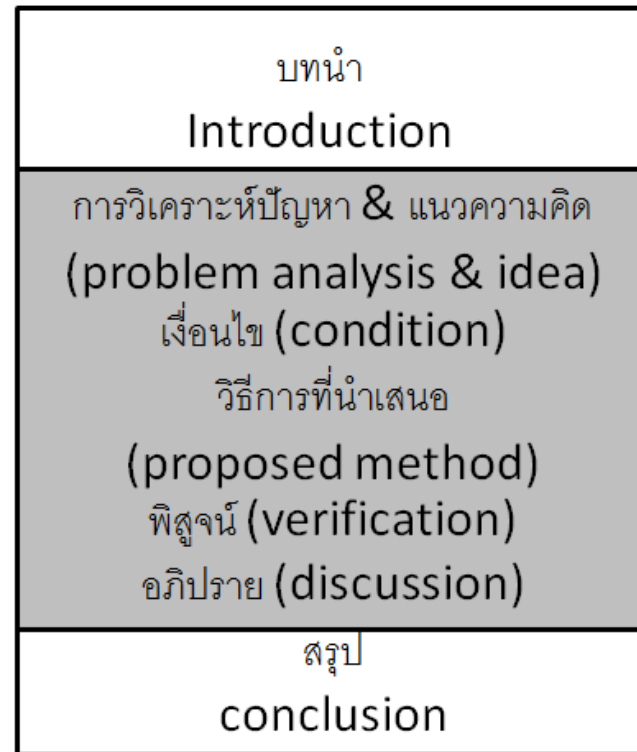 บทนำ
Introduction
การวิเคราะห์ปัญหา & แนวความคิด
(problem analysis & idea)
เงื่อนไข (condition)
วิธีการที่นำเสนอ
(proposed method)
พิสูจน์ (verification)
อภิปราย (discussion)
สรุป
conclusion